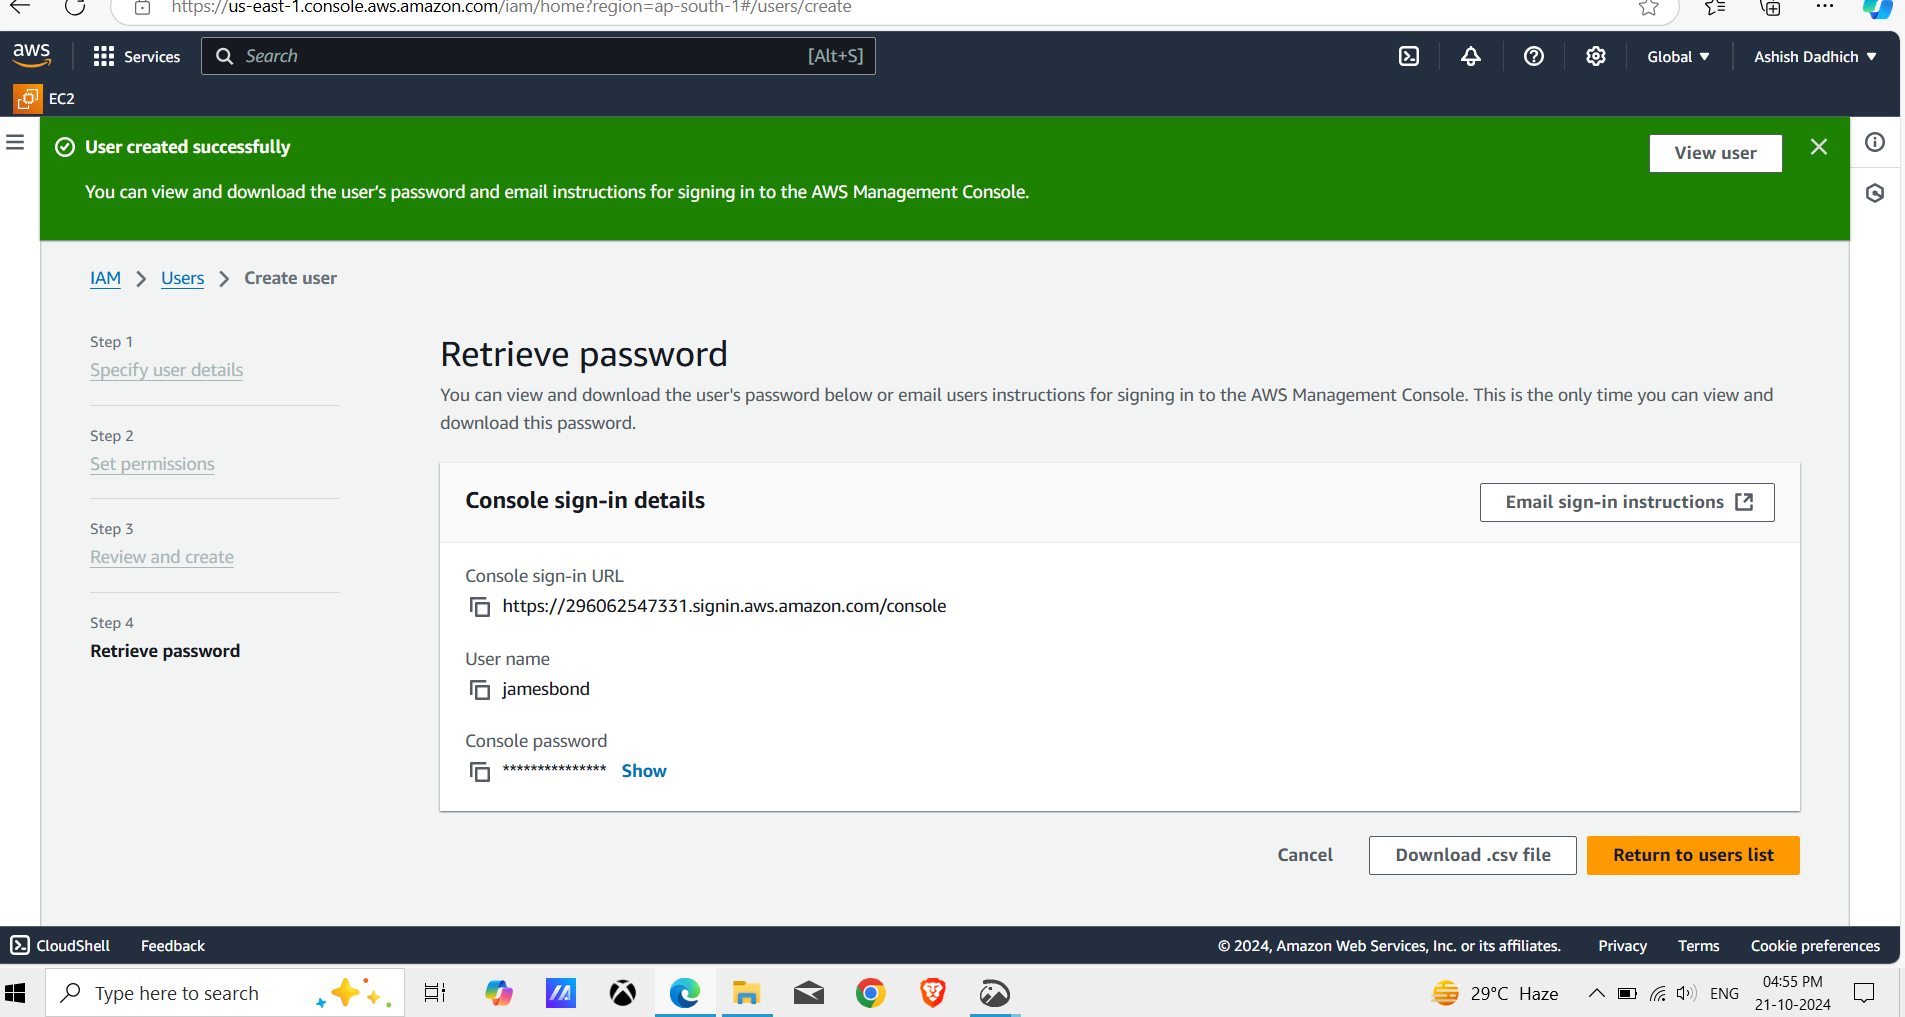 https://us-east-1.console.aws.amazon.com/iam/home?region=ap-south-1#/users/create
aws
Services
Search
[Alt+S]
Global
Ashish Dadhich
EC2
User created successfully
View user
You can view and download the user's password and email instructions for signing in to the AWS Management Console.
IAM > Users > Create user
Step 1
Specify user details
Step 2
Set permissions
Step 3
Review and create
Step 4
Retrieve password
Retrieve password
You can view and download the user's password below or email users instructions for signing in to the AWS Management Console. This is the only time you can view and
download this password.
Console sign-in details
Email sign-in instructions
Console sign-in URL
https://296062547331.signin.aws.amazon.com/console
User name
jamesbond
Console password
*************** Show
Cancel
Download .csv file
Return to users list
CloudShell
Feedback
© 2024, Amazon Web Services, Inc. or its affiliates.
Privacy
Terms
Cookie preferences
Type here to search
29°C Haze
ENG
04:55 PM
21-10-2024